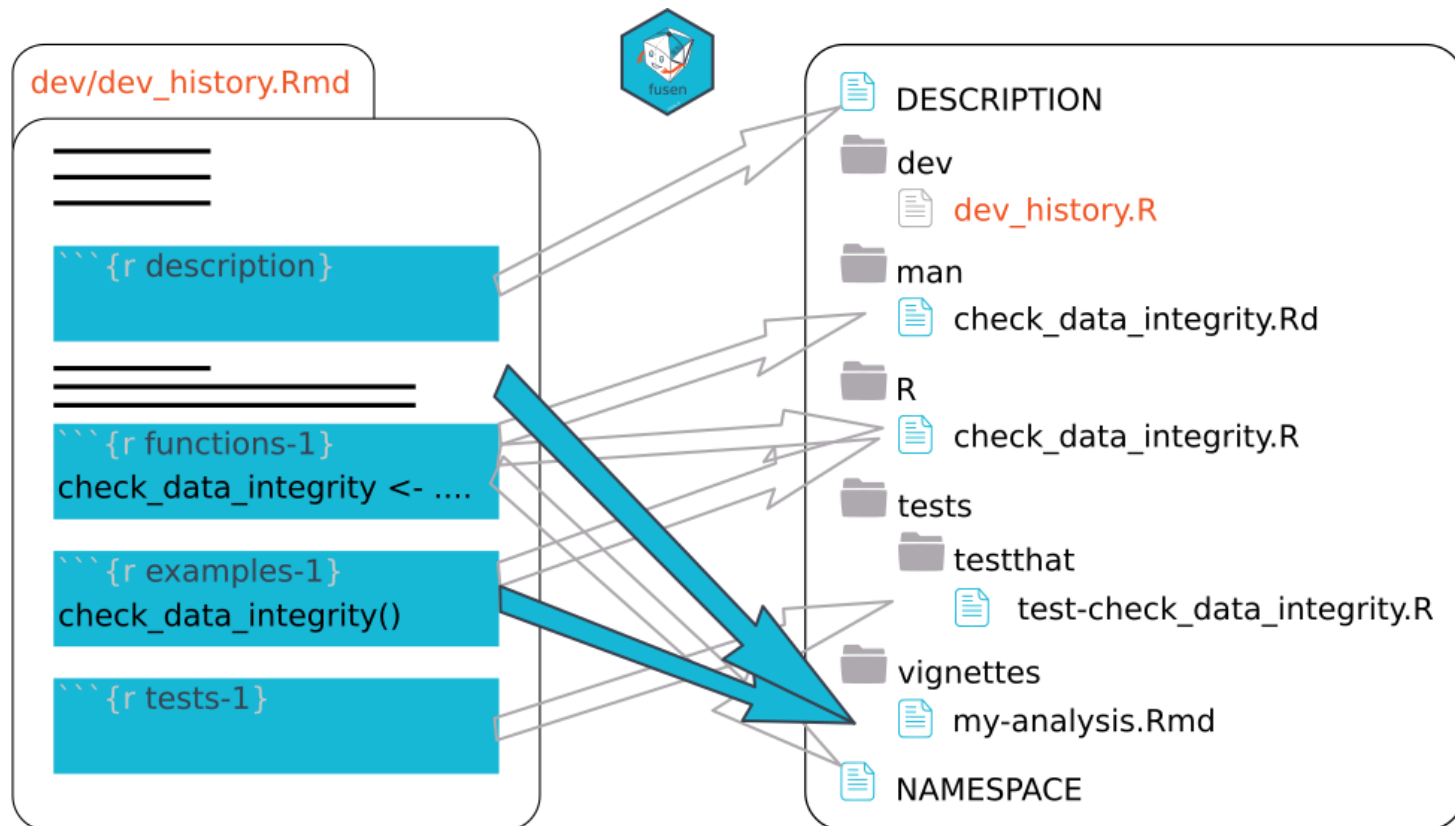 dev/dev_history.Rmd
```{r description}
```{r functions-1}
check_data_integrity <- ....
```{r examples-1}
check_data_integrity()
```{r tests-1}
fusen
DESCRIPTION
dev
dev_history.R
man
check_data_integrity.Rd
R
check_data_integrity.R
tests
testthat
test-check_data_integrity.R
vignettes
my-analysis.Rmd
NAMESPACE